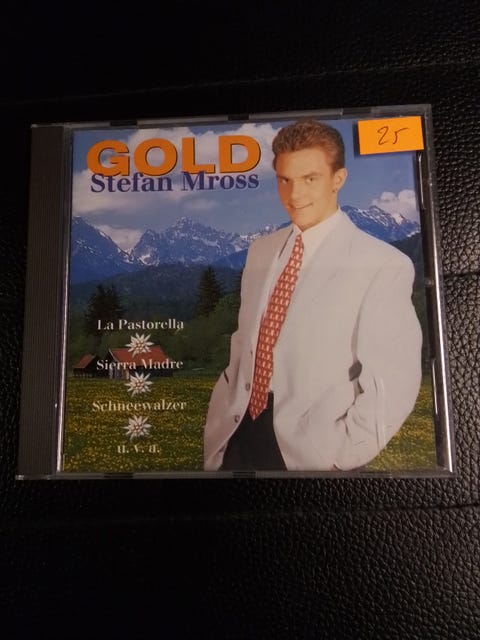 GOLD
Stefan Mross
25
La Pastorella
Sierra Madre
Schneewalzer
u. v. a.